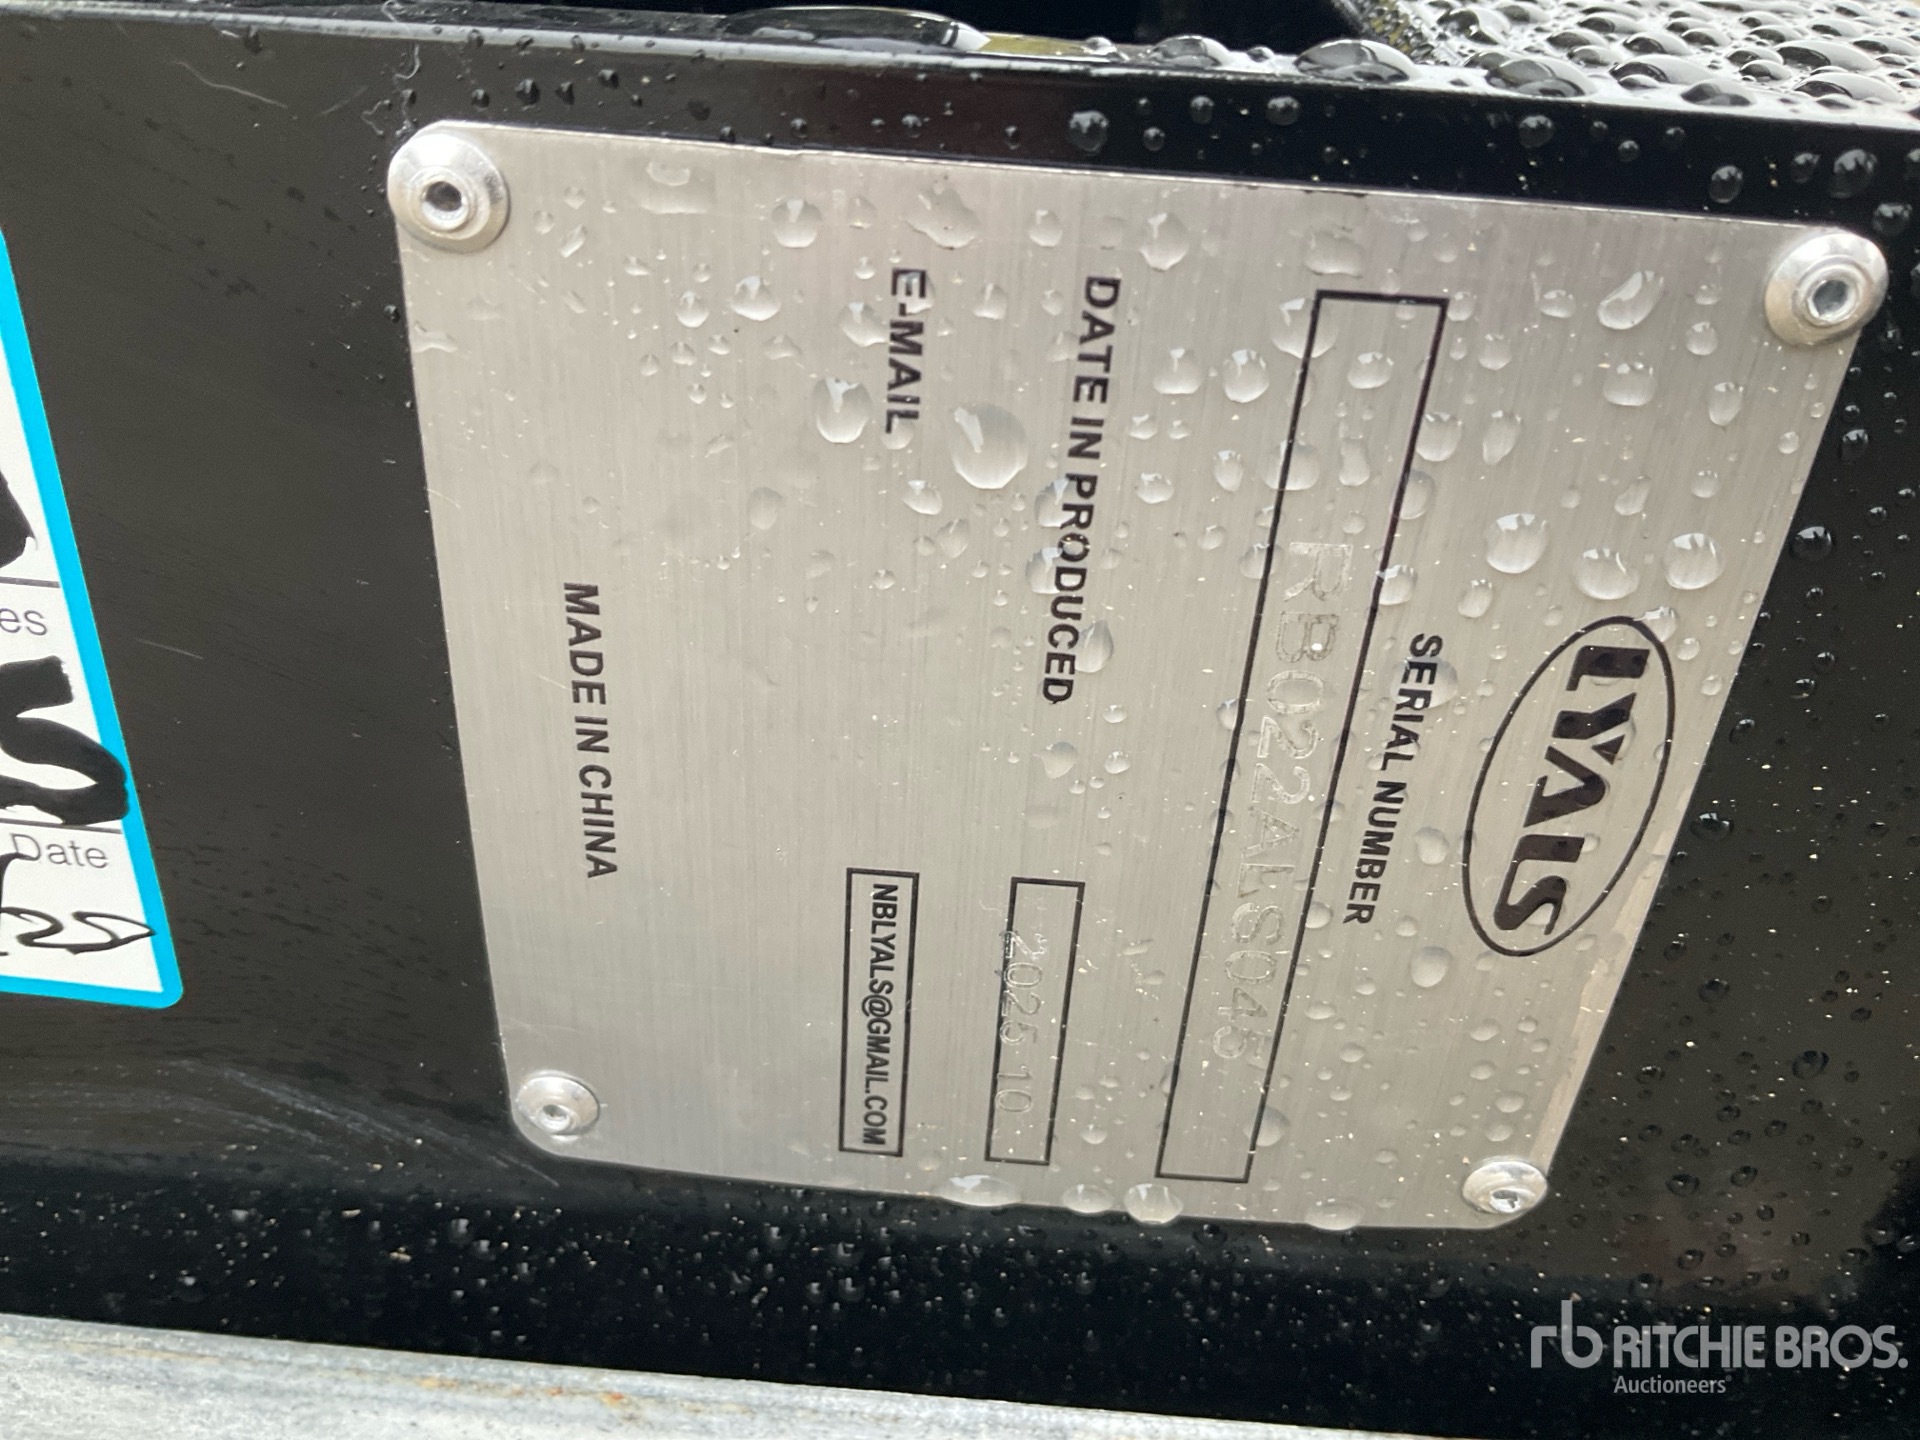 LYALS
SERIAL NUMBER
RB022ALS045
DATE IN PRODUCED
2025 10
E-MAIL
NBLYALS@GMAIL.COM
MADE IN CHINA
es
Date
rb RITCHIE BROS.
Auctioneers